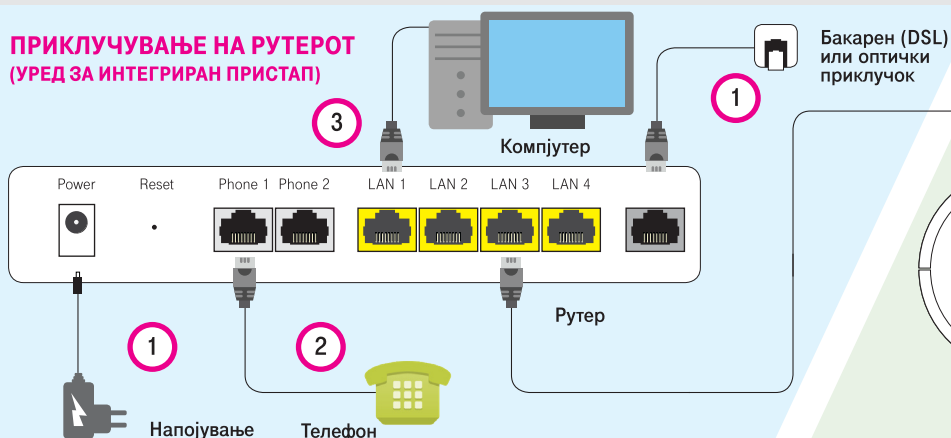 ПРИКЛУЧУВАЊЕ НА РУТЕРОТ
(УРЕД ЗА ИНТЕГРИРАН ПРИСТАП)
Бакарен (DSL)
или оптички
приклучок
1
3
Компјутер
Power Reset Phone 1 Phone 2 LAN 1 LAN 2 LAN 3 LAN 4
Рутер
1
2
Напојување
Телефон